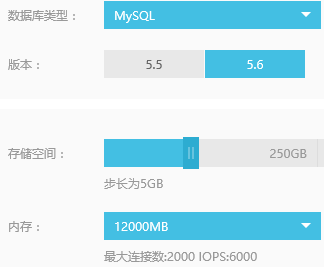 数据库类型： MySQL
版本： 5.5 5.6
存储空间： 250GB
步长为5GB
内存： 12000MB
最大连接数:2000 IOPS:6000